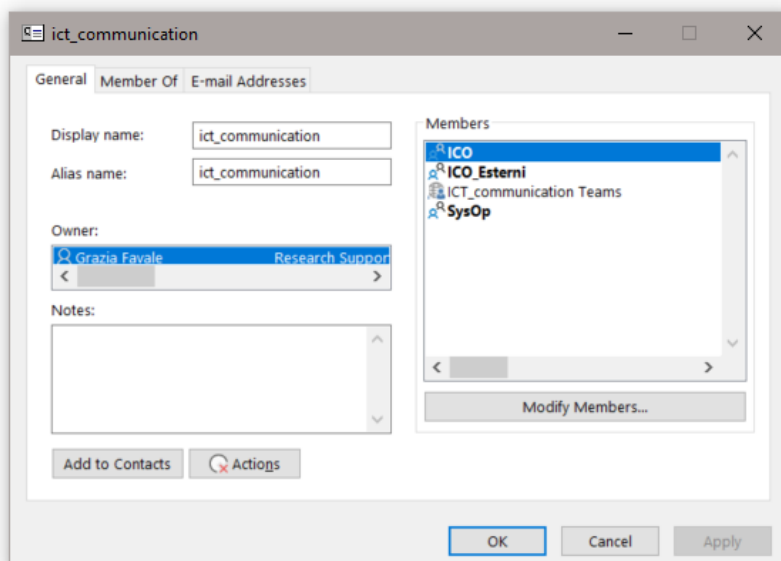 ict_communication
General
Member Of
E-mail Addresses
Display name:
ict_communication
Alias name:
ict_communication
Owner:
Grazia Favale Research Suppor
Notes:
Members
ICO
ICO_Esterni
ICT_communication Teams
SysOp
Modify Members...
Add to Contacts
Actions
OK
Cancel
Apply